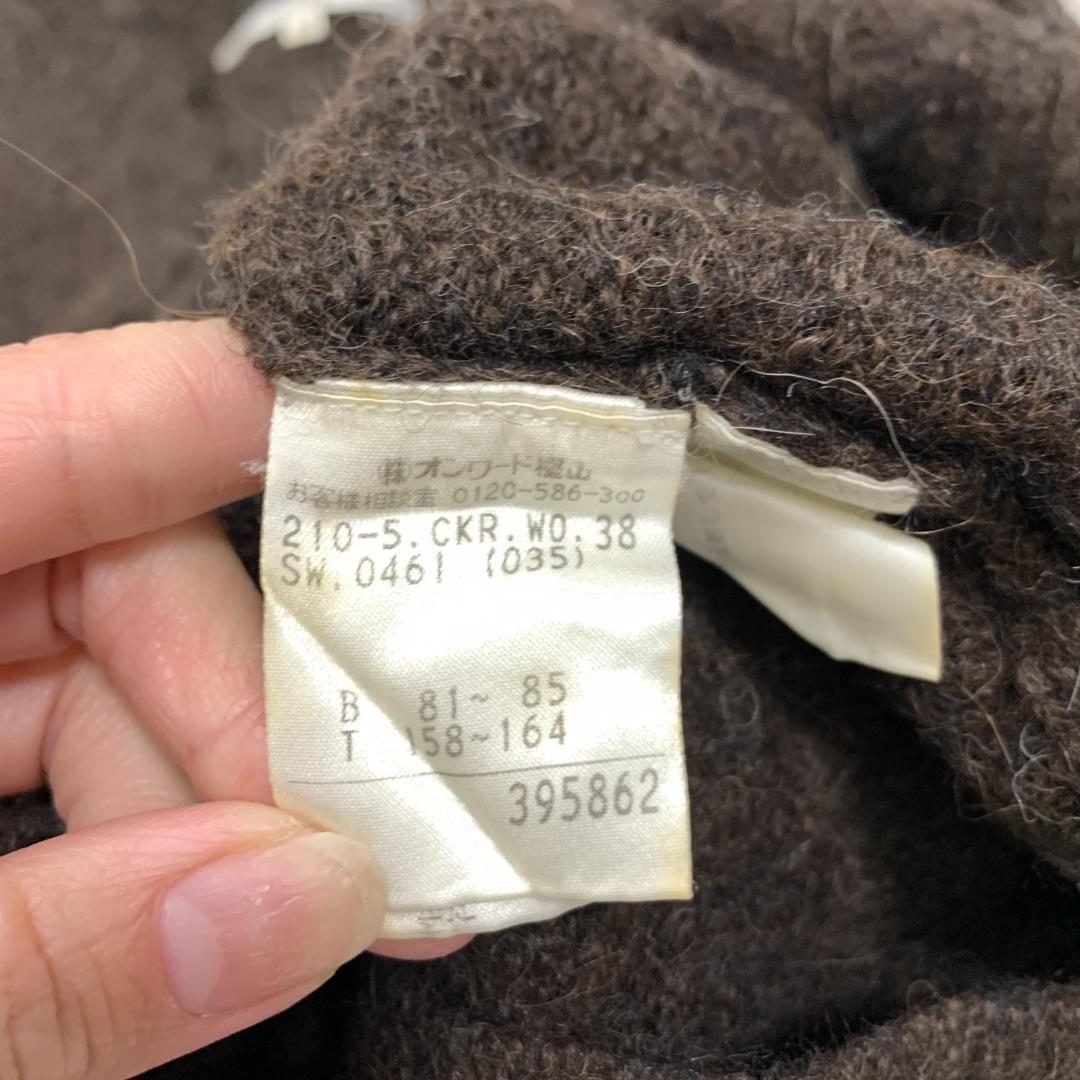 ㈱オンワード樫山
お客様相談室 0120-586-300
210-5.CKR.WO.38
SW.0461 (035)
B 81~ 85
T 158~164
395862